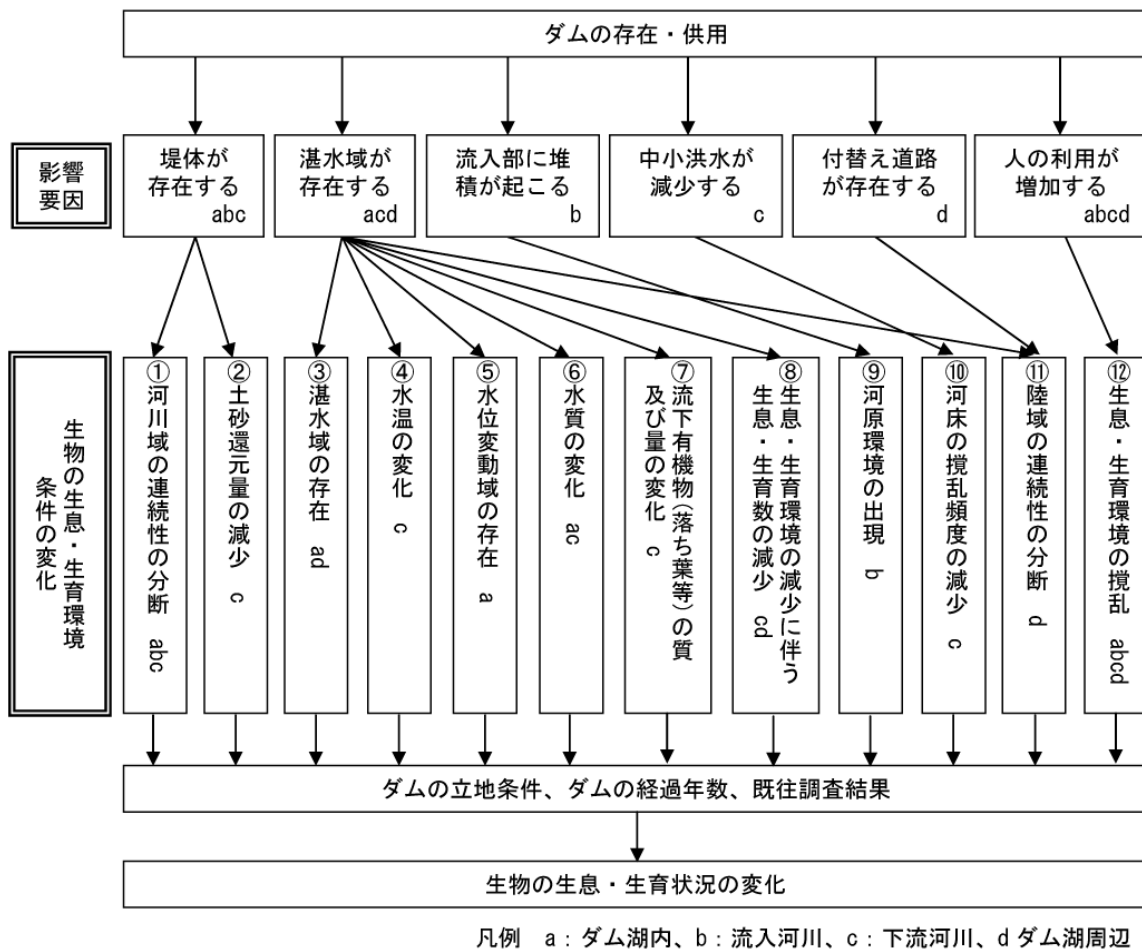 ダムの存在・供用
影響
要因
堤体が
存在する
abc
湛水域が
存在する
acd
流入部に堆
積が起こる
b
中小洪水が
減少する
c
付替え道路
が存在する
d
人の利用が
増加する
abcd
生物の生息・生育環境
条件の変化
①河川域の連続性の分断 abc
②土砂還元量の減少 c
③湛水域の存在 ad
④水温の変化 c
⑤水位変動域の存在 a
⑥水質の変化 ac
⑦流下有機物(落ち葉等)の質
及び量の変化 c
⑧生息・生育環境の減少に伴う
生息・生育数の減少 cd
⑨河原環境の出現 b
⑩河床の撹乱頻度の減少 c
⑪陸域の連続性の分断 d
⑫生息・生育環境の撹乱 abcd
ダムの立地条件、ダムの経過年数、既往調査結果
生物の生息・生育状況の変化
凡例 a:ダム湖内、b:流入河川、c:下流河川、d ダム湖周辺